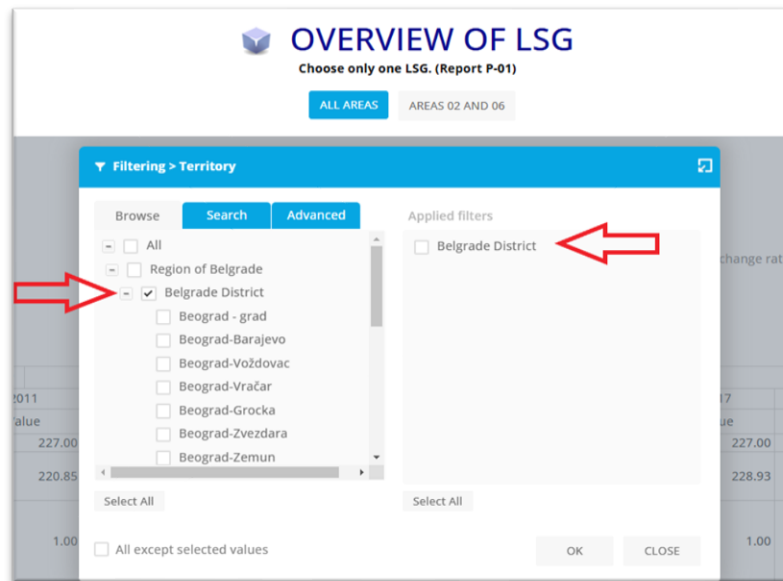 OVERVIEW OF LSG
Choose only one LSG. (Report P-01)
ALL AREAS
AREAS 02 AND 06
Filtering > Territory
Browse
Search
Advanced
Applied filters
All
Region of Belgrade
Belgrade District
Beograd - grad
Beograd-Barajevo
Beograd-Voždovac
Beograd-Vračar
Beograd-Grocka
Beograd-Zvezdara
Beograd-Zemun
Select All
Belgrade District
Select All
All except selected values
OK
CLOSE
change rat
2011
alue
227.00
220.85
1.00
17
ue
227.00
228.93
1.00